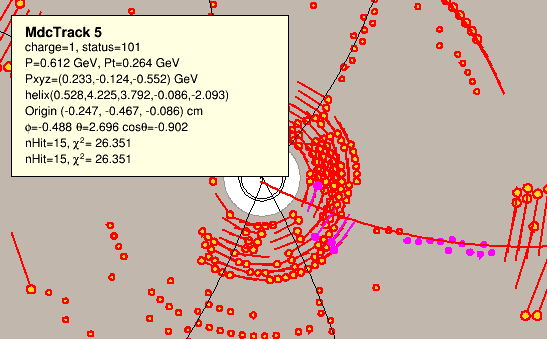 MdcTrack 5
charge=1, status=101
P=0.612 GeV, Pt=0.264 GeV
Pxyz=(0.233,-0.124,-0.552) GeV
helix(0.528,4.225,3.792,-0.086,-2.093)
Origin (-0.247, -0.467, -0.086) cm
ϕ=-0.488 θ=2.696 cosθ=-0.902
nHit=15, χ²= 26.351
nHit=15, χ²= 26.351